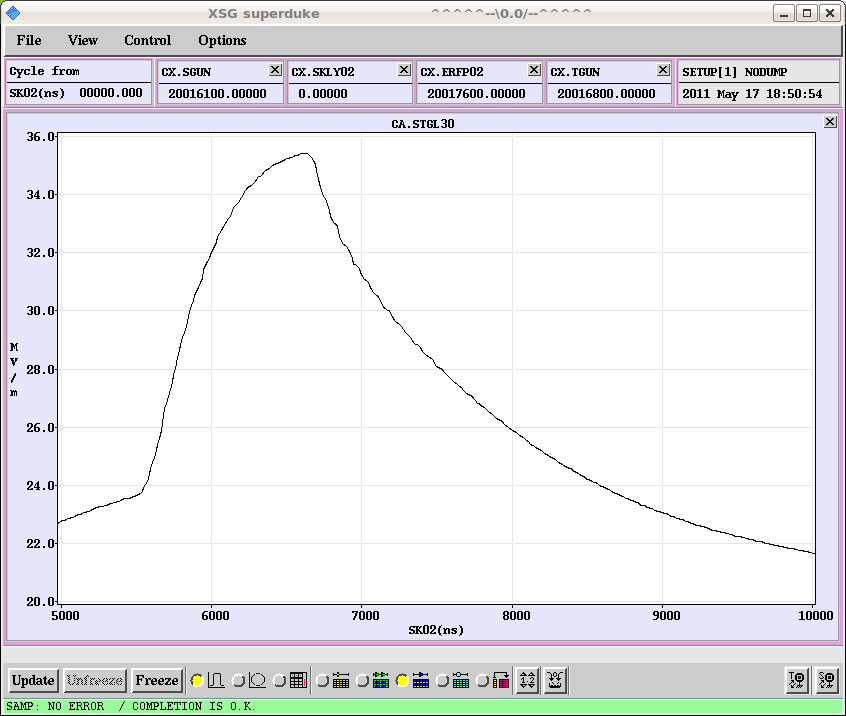 XSG superduke ^^^^^--\0.0/--^^^^^
File View Control Options
Cycle from
SK02(ns) 00000.000
CX.SGUN
20016100.00000
CX.SKLY02
0.00000
CX.ERFP02
20017600.00000
CX.TGUN
20016800.00000
SETUP[1] NODUMP
2011 May 17 18:50:54
CA.STGL30
36.0
34.0
32.0
30.0
28.0
26.0
24.0
22.0
20.0
MV/m
5000 6000 7000 8000 9000 10000
SK02(ns)
Update Unfreeze Freeze
SAMP: NO ERROR / COMPLETION IS O.K.